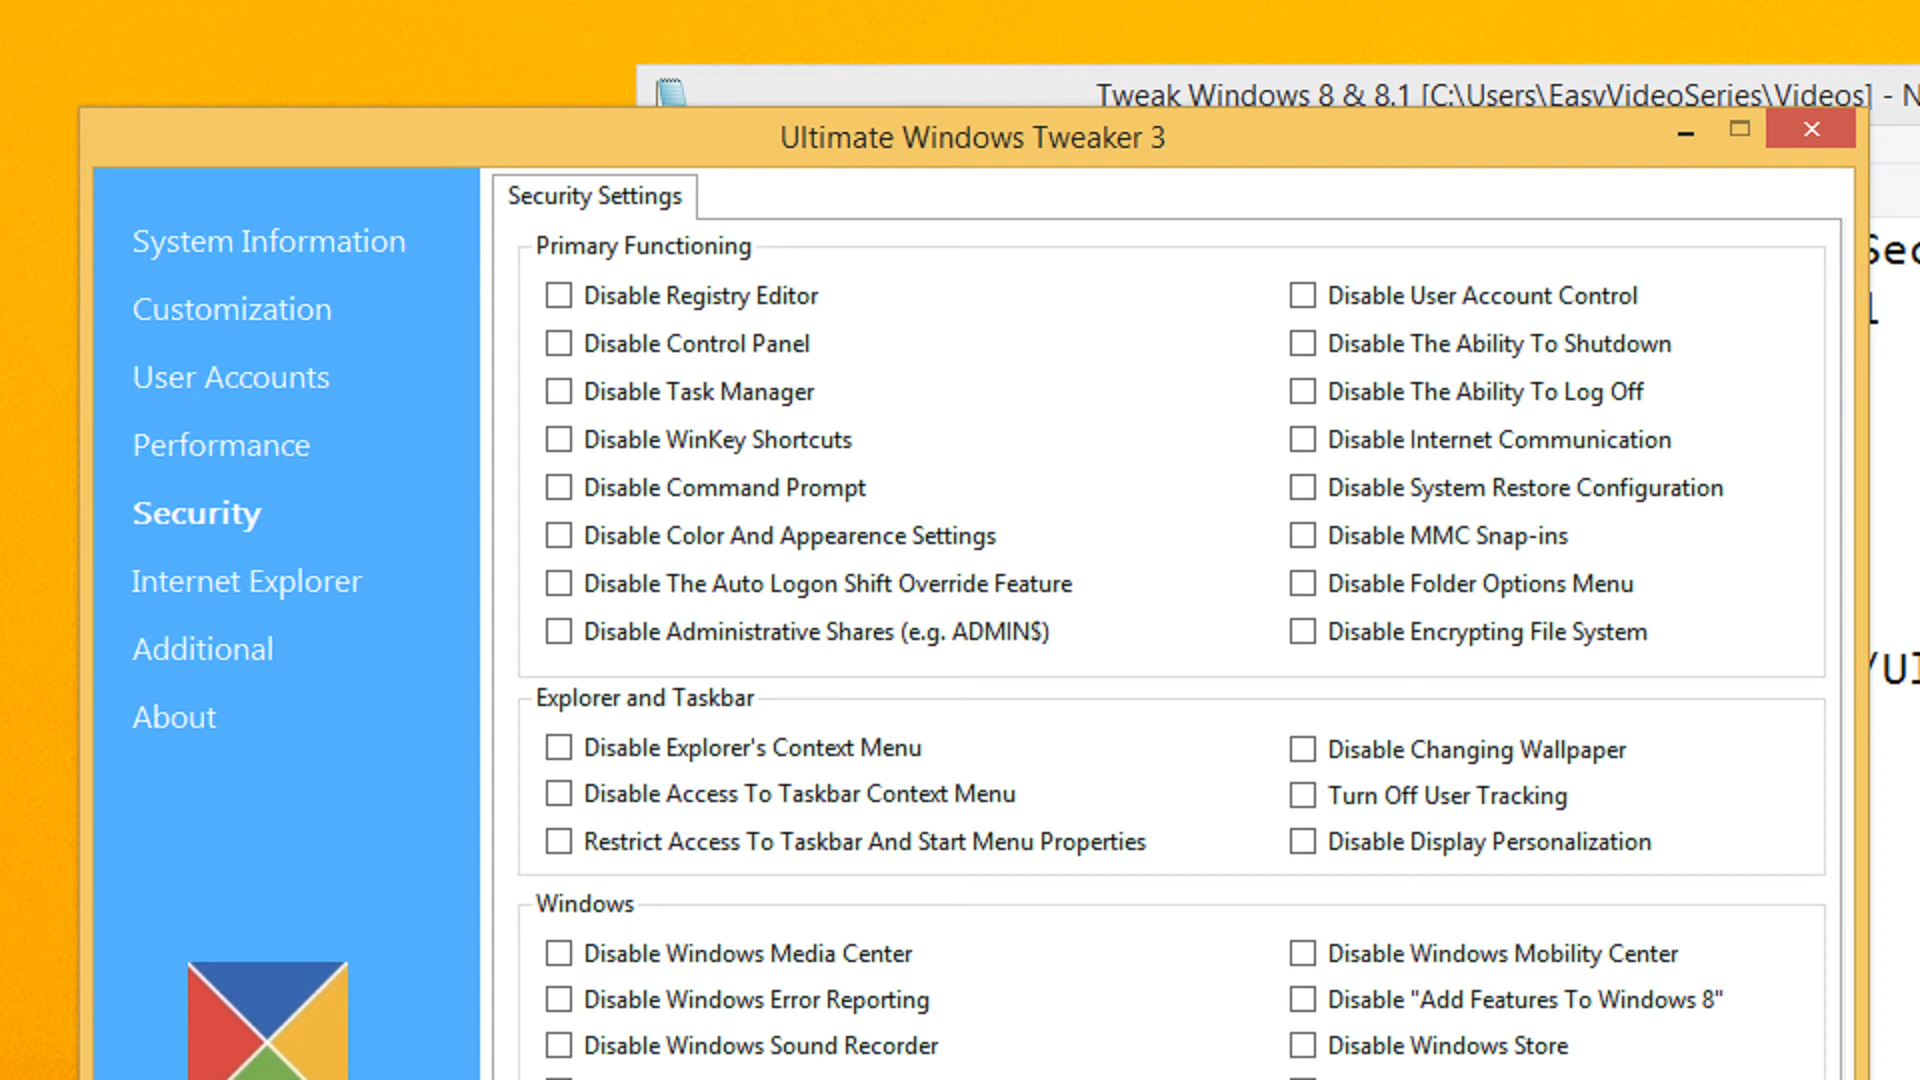 Tweak Windows 8 & 8.1 [C:\Users\EasyVideoSeries\Videos] - N
Ultimate Windows Tweaker 3
System Information
Customization
User Accounts
Performance
Security
Internet Explorer
Additional
About
Security Settings
Primary Functioning
Disable Registry Editor
Disable User Account Control
Disable Control Panel
Disable The Ability To Shutdown
Disable Task Manager
Disable The Ability To Log Off
Disable WinKey Shortcuts
Disable Internet Communication
Disable Command Prompt
Disable System Restore Configuration
Disable Color And Appearence Settings
Disable MMC Snap-ins
Disable The Auto Logon Shift Override Feature
Disable Folder Options Menu
Disable Administrative Shares (e.g. ADMIN$)
Disable Encrypting File System
Explorer and Taskbar
Disable Explorer's Context Menu
Disable Changing Wallpaper
Disable Access To Taskbar Context Menu
Turn Off User Tracking
Restrict Access To Taskbar And Start Menu Properties
Disable Display Personalization
Windows
Disable Windows Media Center
Disable Windows Mobility Center
Disable Windows Error Reporting
Disable "Add Features To Windows 8"
Disable Windows Sound Recorder
Disable Windows Store